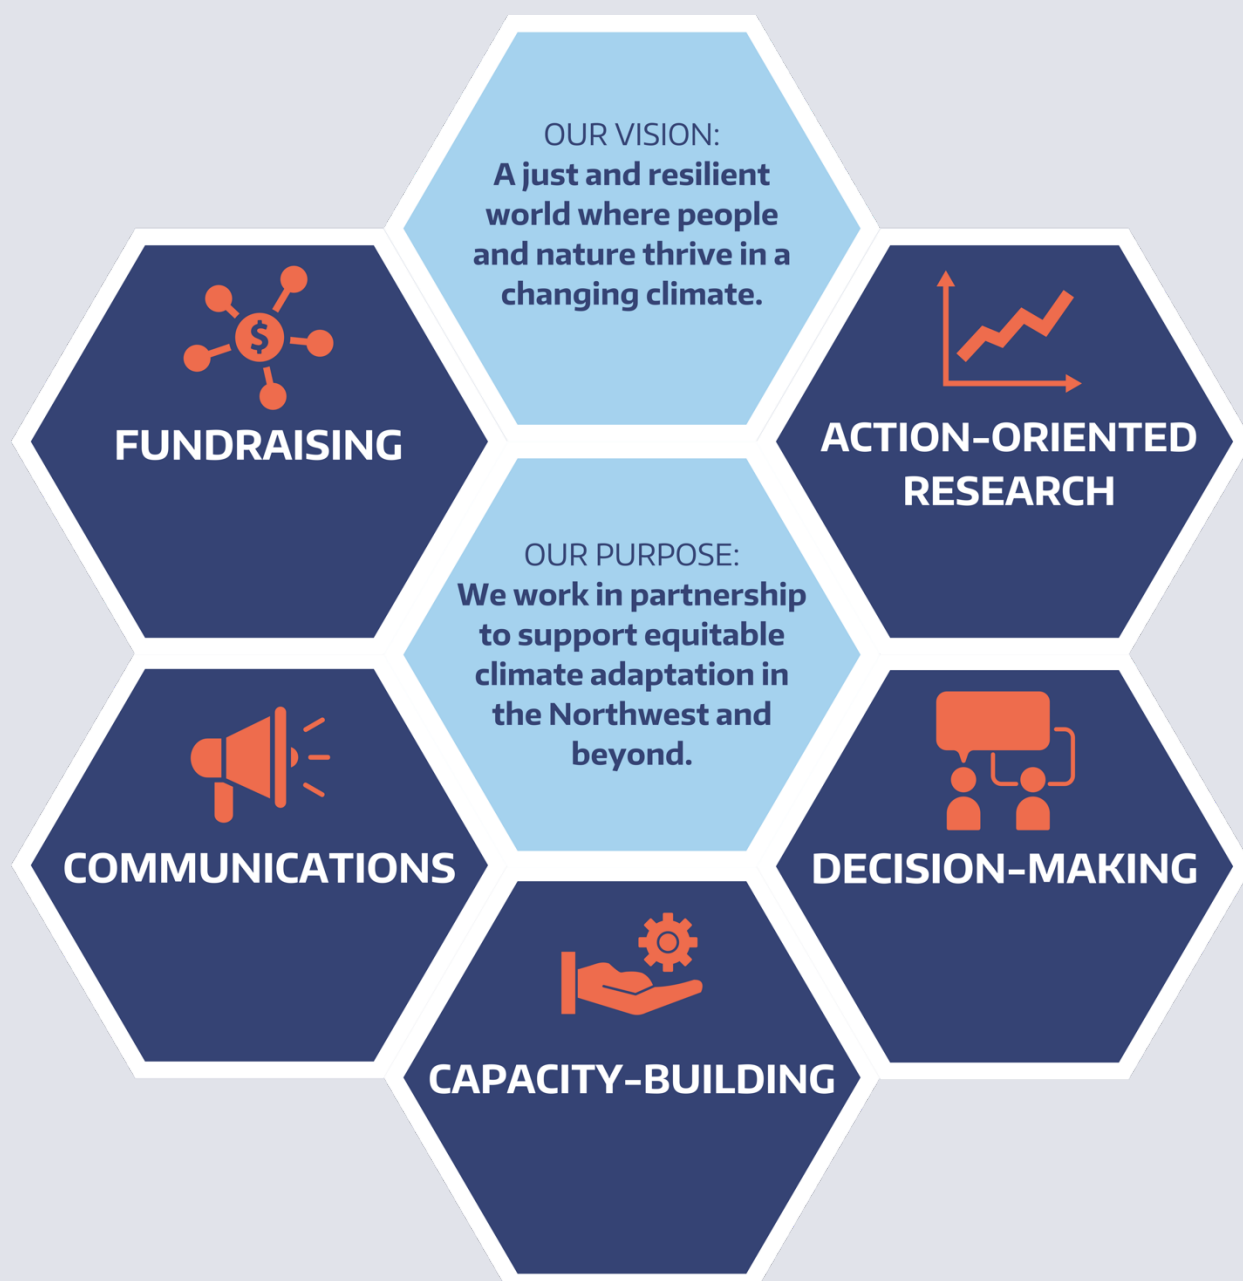 OUR VISION:
A just and resilient
world where people
and nature thrive in a
changing climate.
$
FUNDRAISING
ACTION-ORIENTED
RESEARCH
OUR PURPOSE:
We work in partnership
to support equitable
climate adaptation in
the Northwest and
beyond.
COMMUNICATIONS
DECISION-MAKING
CAPACITY-BUILDING